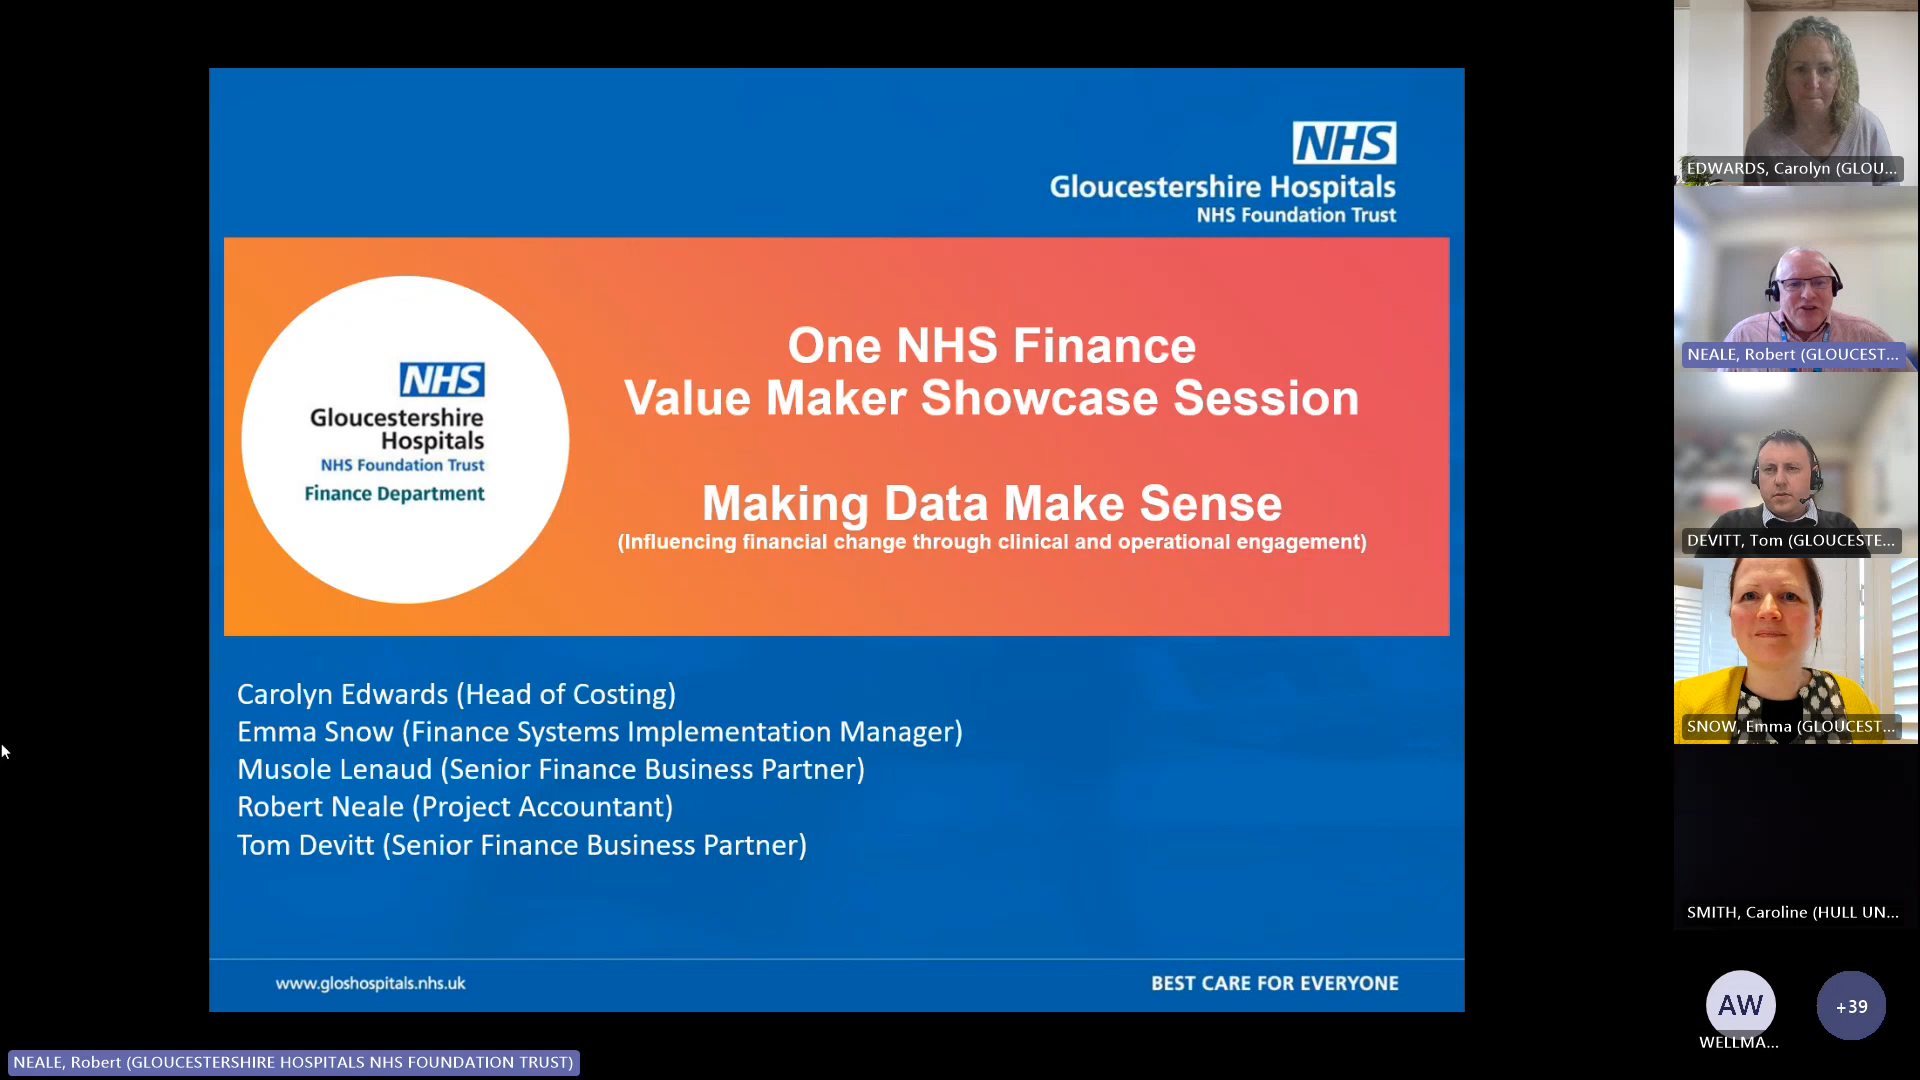 NHS
Gloucestershire Hospitals
NHS Foundation Trust
NHS
Gloucestershire
Hospitals
NHS Foundation Trust
Finance Department
One NHS Finance
Value Maker Showcase Session
Making Data Make Sense
(Influencing financial change through clinical and operational engagement)
Carolyn Edwards (Head of Costing)
Emma Snow (Finance Systems Implementation Manager)
Musole Lenaud (Senior Finance Business Partner)
Robert Neale (Project Accountant)
Tom Devitt (Senior Finance Business Partner)
www.gloshospitals.nhs.uk
BEST CARE FOR EVERYONE
NEALE, Robert (GLOUCESTERSHIRE HOSPITALS NHS FOUNDATION TRUST)
EDWARDS, Carolyn (GLOU...
NEALE, Robert (GLOUCEST...
DEVITT, Tom (GLOUCESTE...
SNOW, Emma (GLOUCEST...
SMITH, Caroline (HULL UN...
AW
WELLMA...
+39